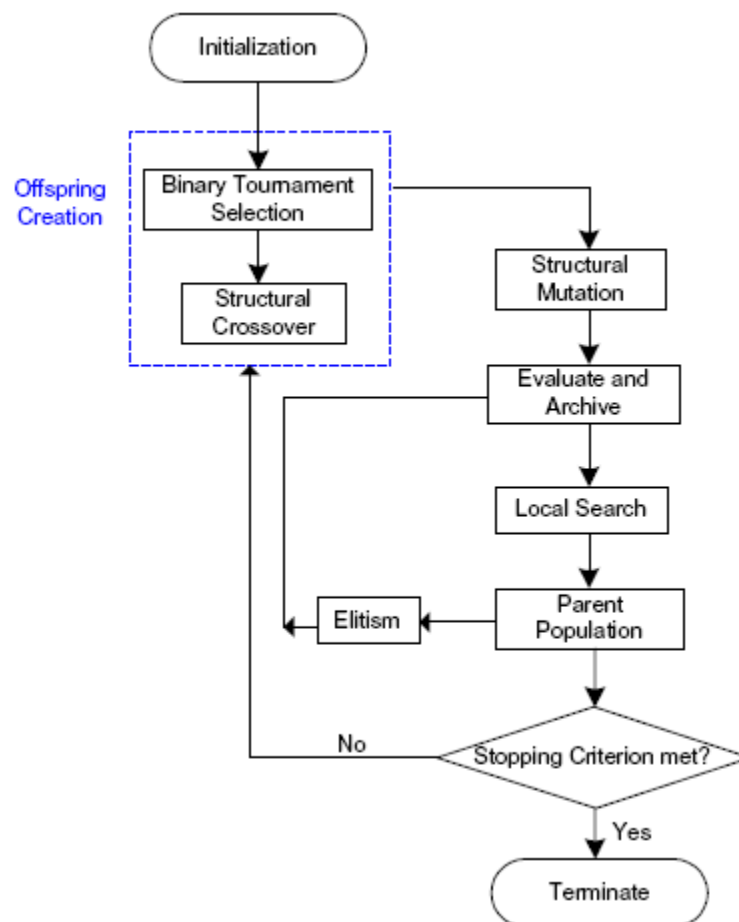 Initialization
Offspring
Creation
Binary Tournament
Selection
Structural
Crossover
Structural
Mutation
Evaluate and
Archive
Local Search
Elitism
Parent
Population
No
Stopping Criterion met?
Yes
Terminate